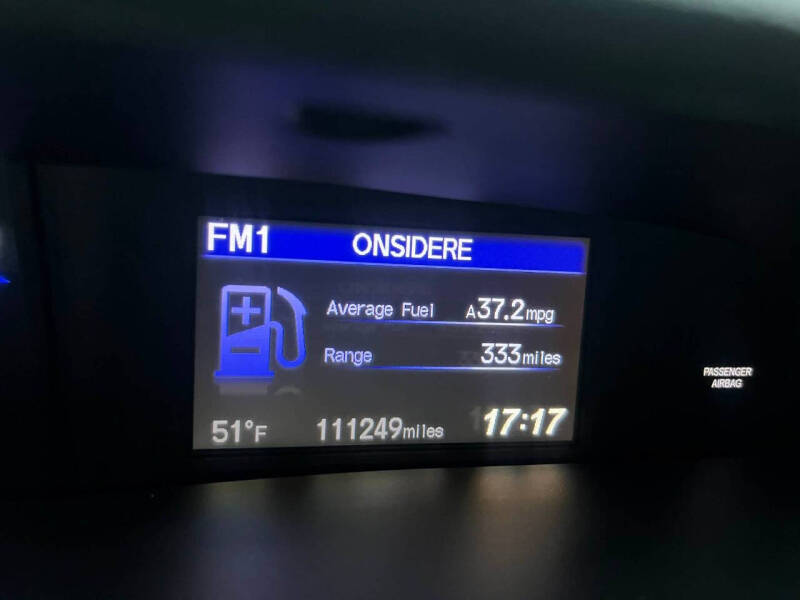 FM1 ONSIDERE
Average Fuel A37.2mpg
Range 333miles
PASSENGER
AIRBAG
51°F 111249miles 17:17